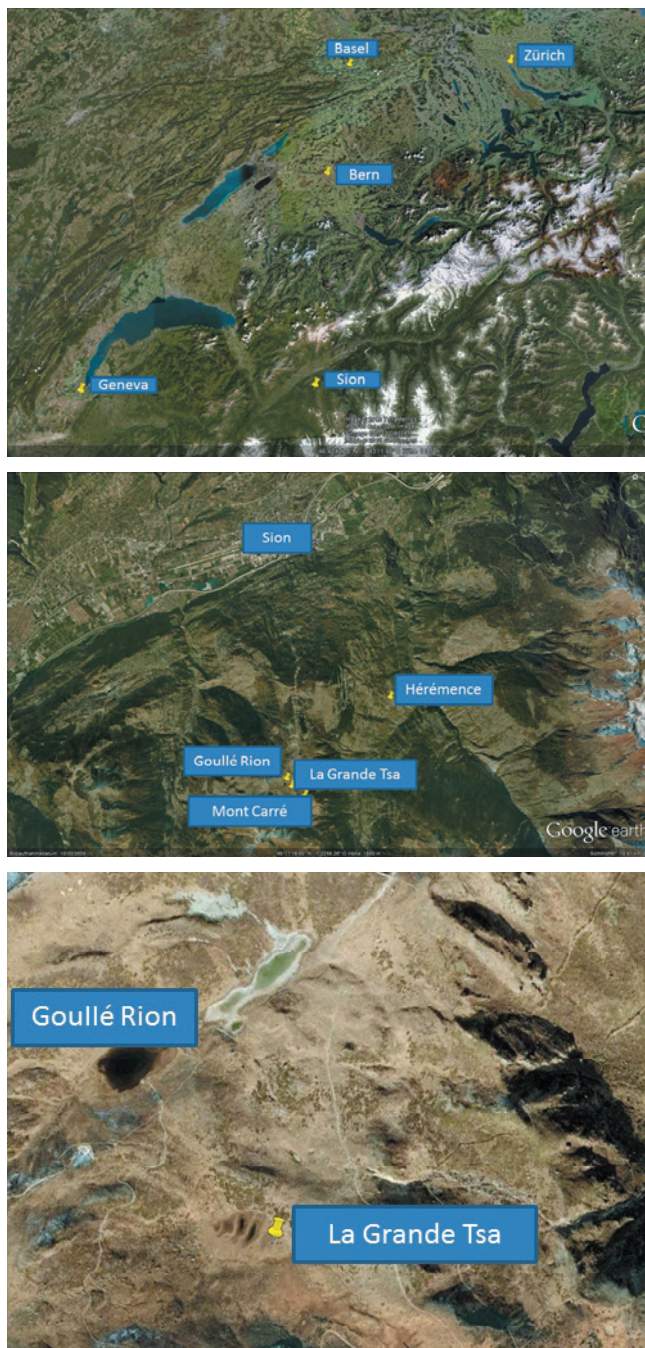 Basel
Zürich
Bern
Geneva
Sion
Sion
Hérémence
Goullé Rion
La Grande Tsa
Mont Carré
Google earth
Goullé Rion
La Grande Tsa